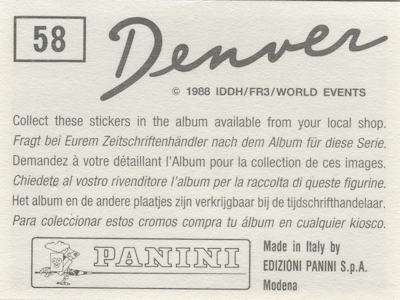 58
Denver
© 1988 IDDH/FR3/WORLD EVENTS
Collect these stickers in the album available from your local shop.
Fragt bei Eurem Zeitschriftenhändler nach dem Album für diese Serie.
Demandez à votre détaillant l'Album pour la collection de ces images.
Chiedete al vostro rivenditore l'album per la raccolta di queste figurine.
Het album en de andere plaatjes zijn verkrijgbaar bij de tijdschrifthandelaar.
Para coleccionar estos cromos compra tu álbum en cualquier kiosco.
PANINI
Made in Italy by
EDIZIONI PANINI S.p.A.
Modena